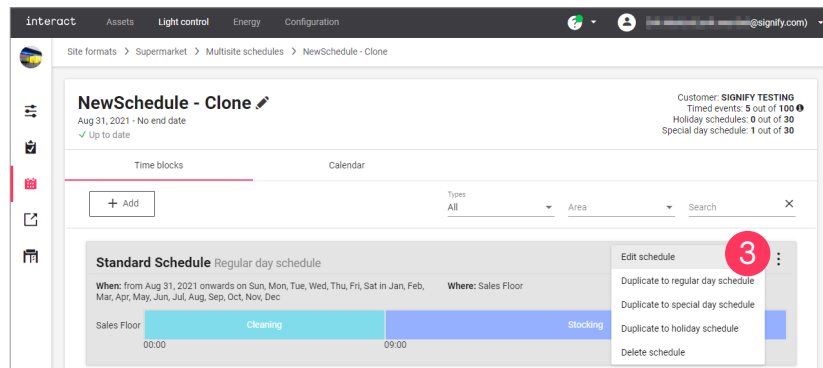 interact Assets Light control Energy Configuration @signify.com)
Site formats > Supermarket > Multisite schedules > NewSchedule - Clone
NewSchedule - Clone
Aug 31, 2021 - No end date
Up to date
Customer: SIGNIFY TESTING
Timed events: 5 out of 100
Holiday schedules: 0 out of 30
Special day schedule: 1 out of 30
Time blocks Calendar
+ Add
Types
All Area Search
Standard Schedule Regular day schedule
When: from Aug 31, 2021 onwards on Sun, Mon, Tue, Wed, Thu, Fri, Sat in Jan, Feb,
Mar, Apr, May, Jun, Jul, Aug, Sep, Oct, Nov, Dec
Where: Sales Floor
Sales Floor Cleaning Stocking
00:00 09:00
Edit schedule
3
Duplicate to regular day schedule
Duplicate to special day schedule
Duplicate to holiday schedule
Delete schedule